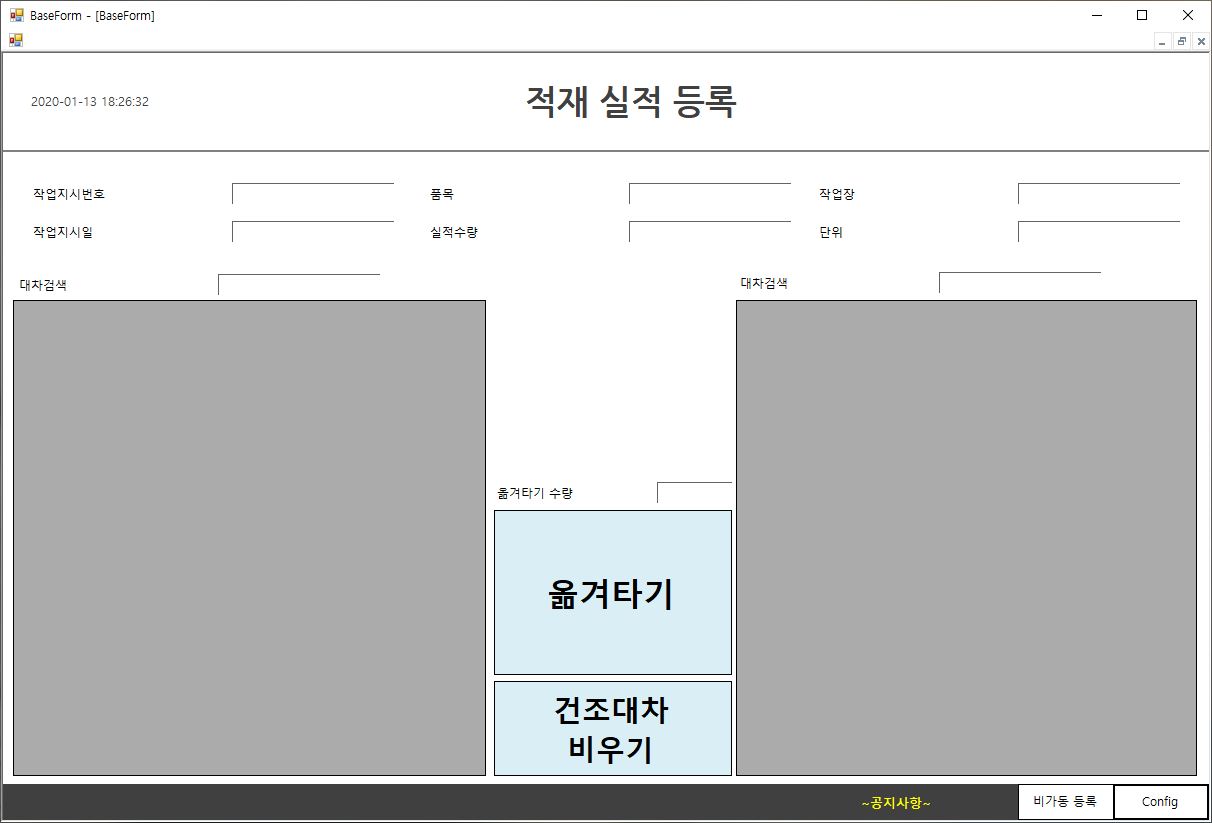 BaseForm - [BaseForm]
2020-01-13 18:26:32
적재 실적 등록
작업지시번호
품목
작업장
작업지시일
실적수량
단위
대차검색
대차검색
옮겨타기 수량
옮겨타기
건조대차
비우기
~공지사항~
비가동 등록
Config